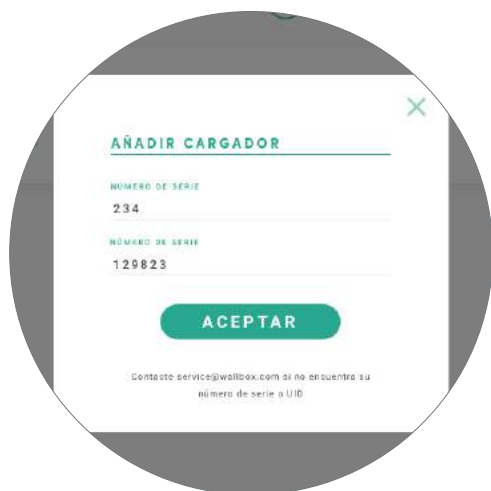 AÑADIR CARGADOR
NÚMERO DE SERIE
234
NÚMERO DE SERIE
129823
ACEPTAR
Contacte service@wallbox.com si no encuentra su
número de serie o UID